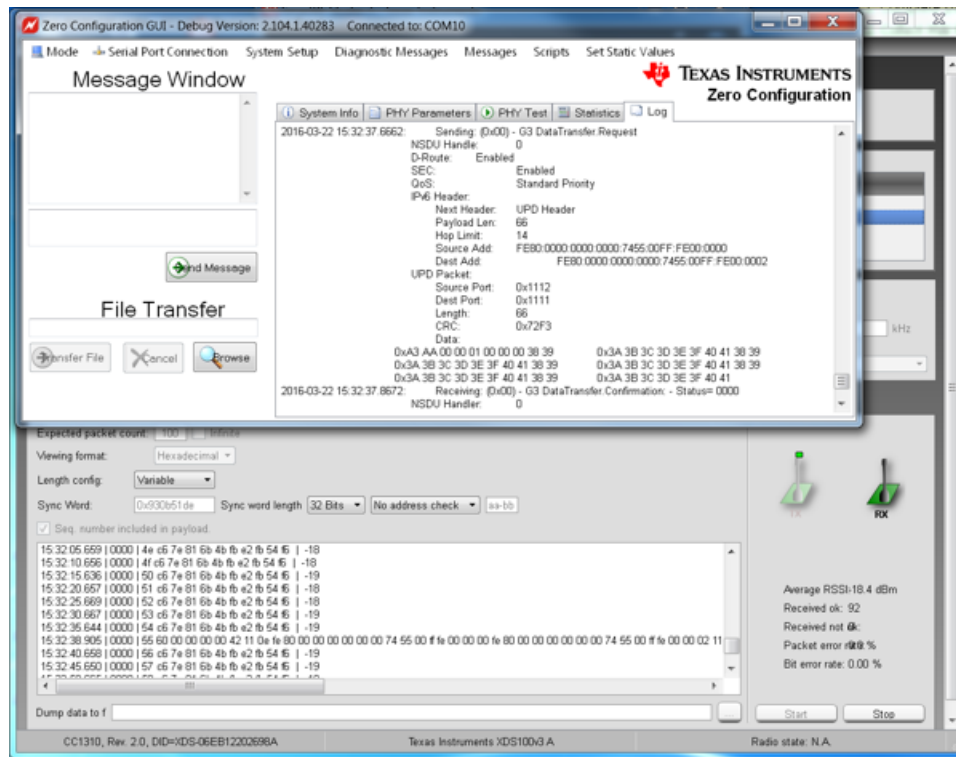 Zero Configuration GUI - Debug Version: 2.104.1.40283 Connected to: COM10
Mode Serial Port Connection System Setup Diagnostic Messages Messages Scripts Set Static Values
TEXAS INSTRUMENTS
Zero Configuration
Message Window
System Info PHY Parameters PHY Test Statistics Log
2016-03-22 15:32:37.6662: Sending: (0x00) - G3 DataTransfer.Request
NSDU Handle: 0
D-Route: Enabled
SEC: Enabled
QoS: Standard Priority
IPv6 Header:
Next Header: UPD Header
Payload Len: 66
Hop Limit: 14
Source Add: FE80:0000:0000:0000:7455:00FF:FE00:0000
Dest Add: FE80:0000:0000:0000:7455:00FF:FE00:0002
UPD Packet:
Source Port: 0x1112
Dest Port: 0x1111
Length: 66
CRC: 0x72F3
Data:
0xA3 AA 00 00 01 00 00 00 38 39 0x3A 3B 3C 3D 3E 3F 40 41 38 39
0x3A 3B 3C 3D 3E 3F 40 41 38 39 0x3A 3B 3C 3D 3E 3F 40 41 38 39
0x3A 3B 3C 3D 3E 3F 40 41 38 39 0x3A 3B 3C 3D 3E 3F 40 41
2016-03-22 15:32:37.8672: Receiving: (0x00) - G3 DataTransfer.Confirmation: - Status= 0000
NSDU Handler: 0
Message
File Transfer
File Cancel Browse
kHz
Expected packet count: 100 Infinite
Viewing format: Hexadecimal
Length config: Variable
Sync Word: 0x930b51de Sync word length 32 Bits No address check aa-bb
Seq. number included in payload.
15:32:05.659 | 0000 | 4e c6 7e 81 6b 4b fb e2 fb 54 f5 | -18
15:32:10.656 | 0000 | 4f c6 7e 81 6b 4b fb e2 fb 54 f5 | -18
15:32:15.636 | 0000 | 50 c6 7e 81 6b 4b fb e2 fb 54 f5 | -19
15:32:20.657 | 0000 | 51 c6 7e 81 6b 4b fb e2 fb 54 f5 | -18
15:32:25.669 | 0000 | 52 c6 7e 81 6b 4b fb e2 fb 54 f5 | -18
15:32:30.667 | 0000 | 53 c6 7e 81 6b 4b fb e2 fb 54 f5 | -19
15:32:35.644 | 0000 | 54 c6 7e 81 6b 4b fb e2 fb 54 f5 | -19
15:32:38.905 | 0000 | 55 60 00 00 00 00 42 11 0e fe 80 00 00 00 00 00 00 74 55 00 ff fe 00 00 00 fe 80 00 00 00 00 00 00 74 55 00 ff fe 00 00 02 11
15:32:40.658 | 0000 | 56 c6 7e 81 6b 4b fb e2 fb 54 f5 | -19
15:32:45.650 | 0000 | 57 c6 7e 81 6b 4b fb e2 fb 54 f5 | -19
TX
RX
Average RSSI:-18.4 dBm
Received ok: 92
Received not ok:
Packet error %
Bit error rate: 0.00 %
Dump data to f ...
Start Stop
CC1310, Rev. 2.0, DID=XDS-06EB12202698A Texas Instruments XDS100v3 A Radio state: N.A.